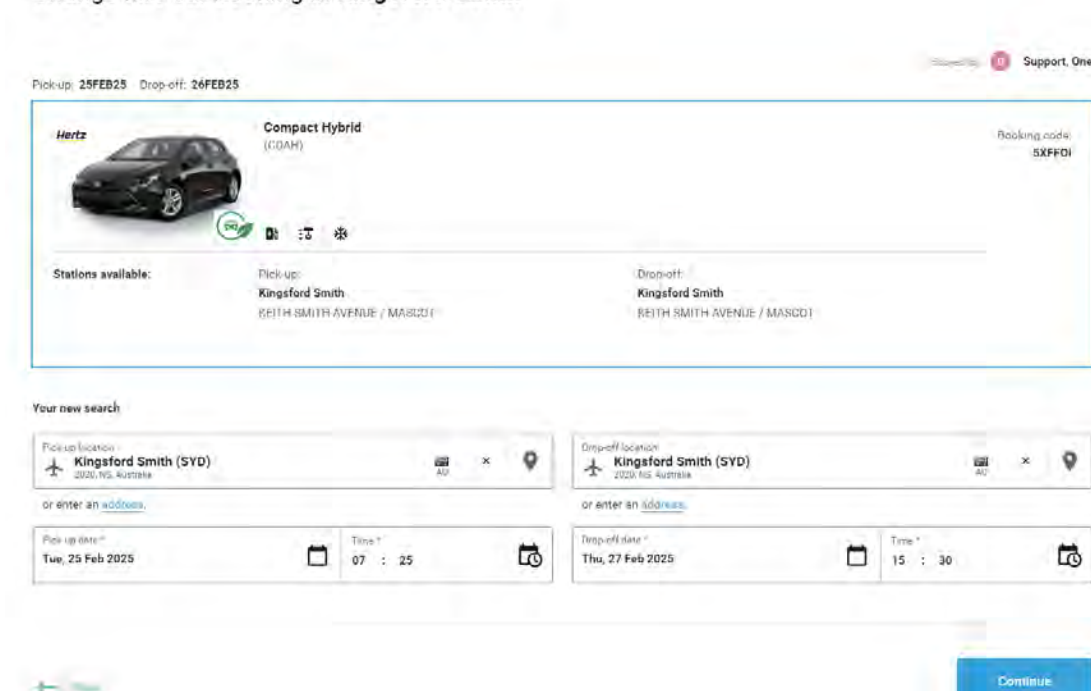 Support, One
Pick-up: 25FEB25 Drop-off: 26FEB25
Hertz
Compact Hybrid
(CDAH)
Booking code:
5XFFOI
Stations available:
Pick-up:
Kingsford Smith
KEITH SMITH AVENUE / MASCOT
Drop-off:
Kingsford Smith
KEITH SMITH AVENUE / MASCOT
Your new search
Pick-up location
Kingsford Smith (SYD)
2020, NS, Australia
AU
×
Drop-off location
Kingsford Smith (SYD)
2020, NS, Australia
AU
×
or enter an address.
or enter an address.
Pick-up date *
Tue, 25 Feb 2025
Time *
07 : 25
Drop-off date *
Thu, 27 Feb 2025
Time *
15 : 30
Continue